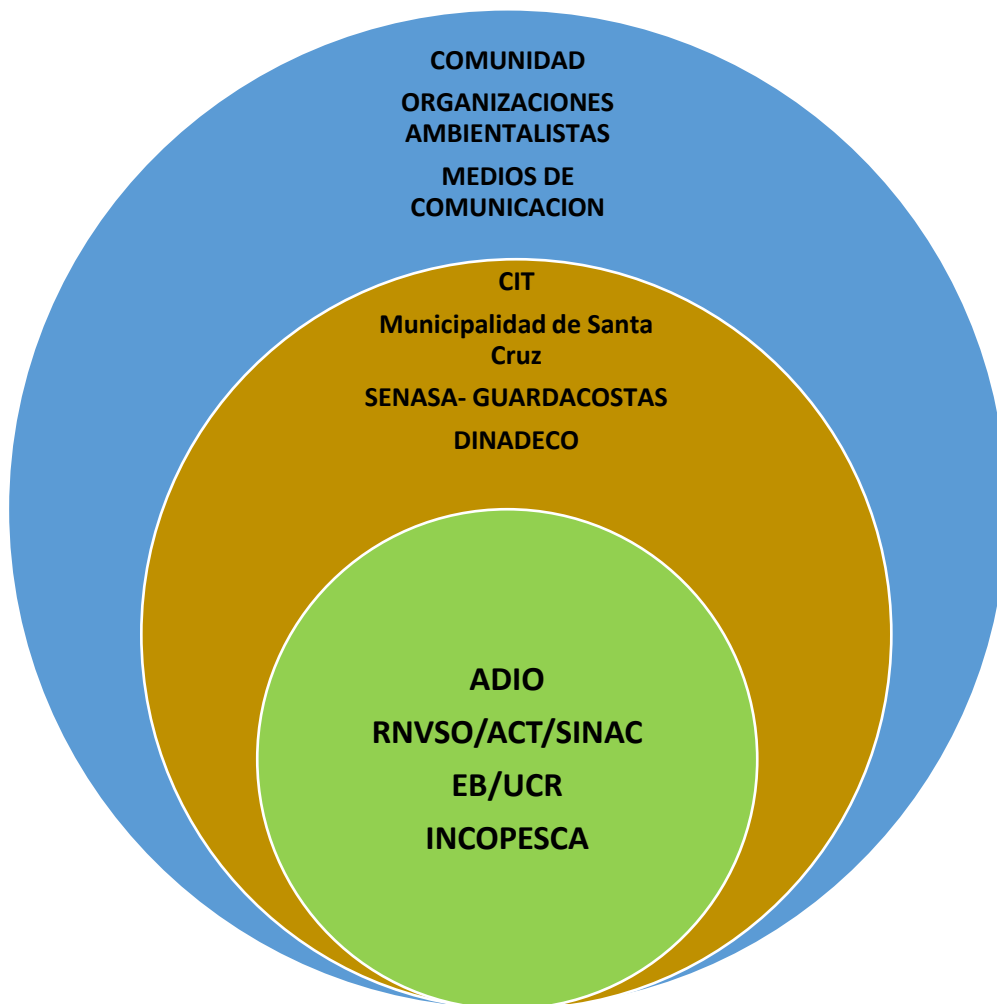 COMUNIDAD
ORGANIZACIONES
AMBIENTALISTAS
MEDIOS DE
COMUNICACION
CIT
Municipalidad de Santa
Cruz
SENASA- GUARDACOSTAS
DINADECO
ADIO
RNVSO/ACT/SINAC
EB/UCR
INCOPESCA